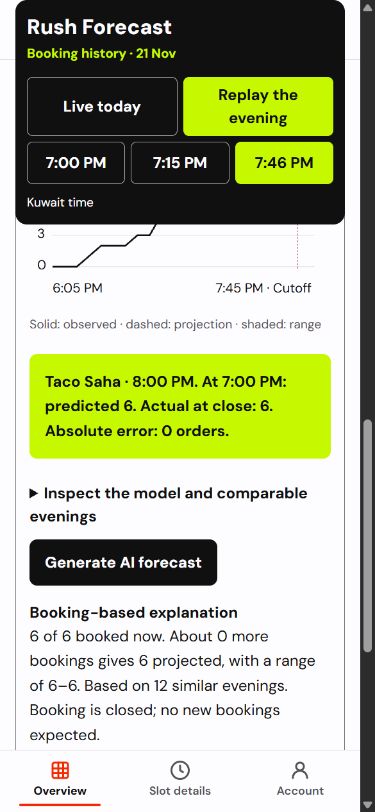 Rush Forecast
Booking history · 21 Nov
Live today
Replay the
evening
7:00 PM
7:15 PM
7:46 PM
Kuwait time
3
0
6:05 PM
7:45 PM · Cutoff
Solid: observed · dashed: projection · shaded: range
Taco Saha · 8:00 PM. At 7:00 PM:
predicted 6. Actual at close: 6.
Absolute error: 0 orders.
▶ Inspect the model and comparable
evenings
Generate AI forecast
Booking-based explanation
6 of 6 booked now. About 0 more
bookings gives 6 projected, with a range
of 6–6. Based on 12 similar evenings.
Booking is closed; no new bookings
expected.
Overview
Slot details
Account